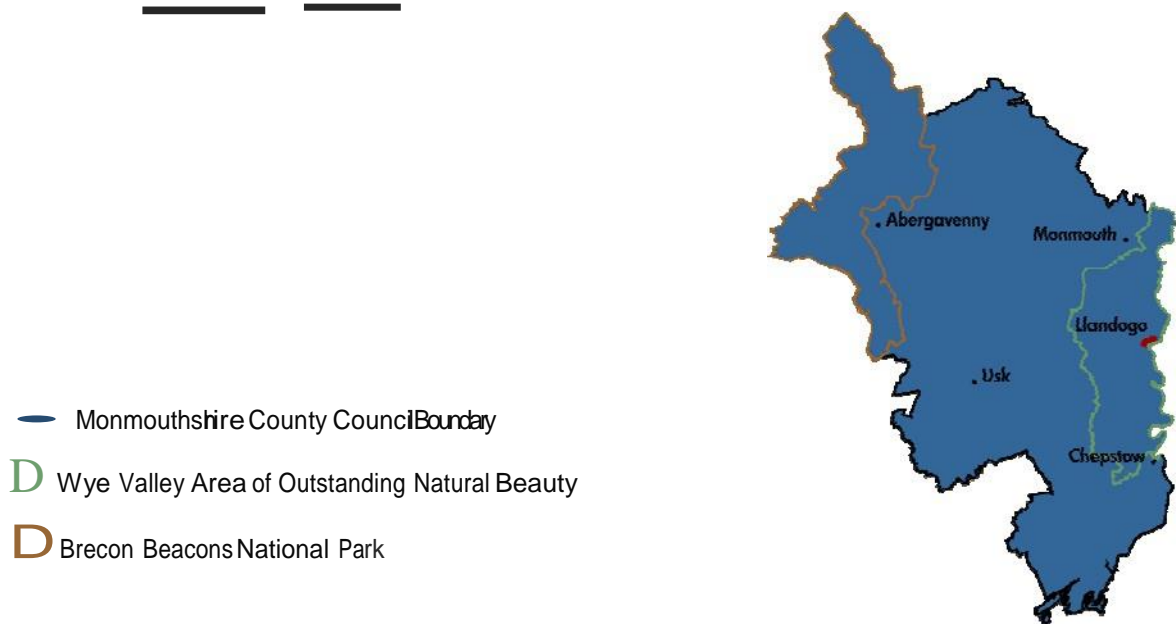 Abergavenny
Monmouth
Llandogo
Usk
Monmouthshire County Council Boundary
Chepstow
D Wye Valley Area of Outstanding Natural Beauty
D Brecon Beacons National Park